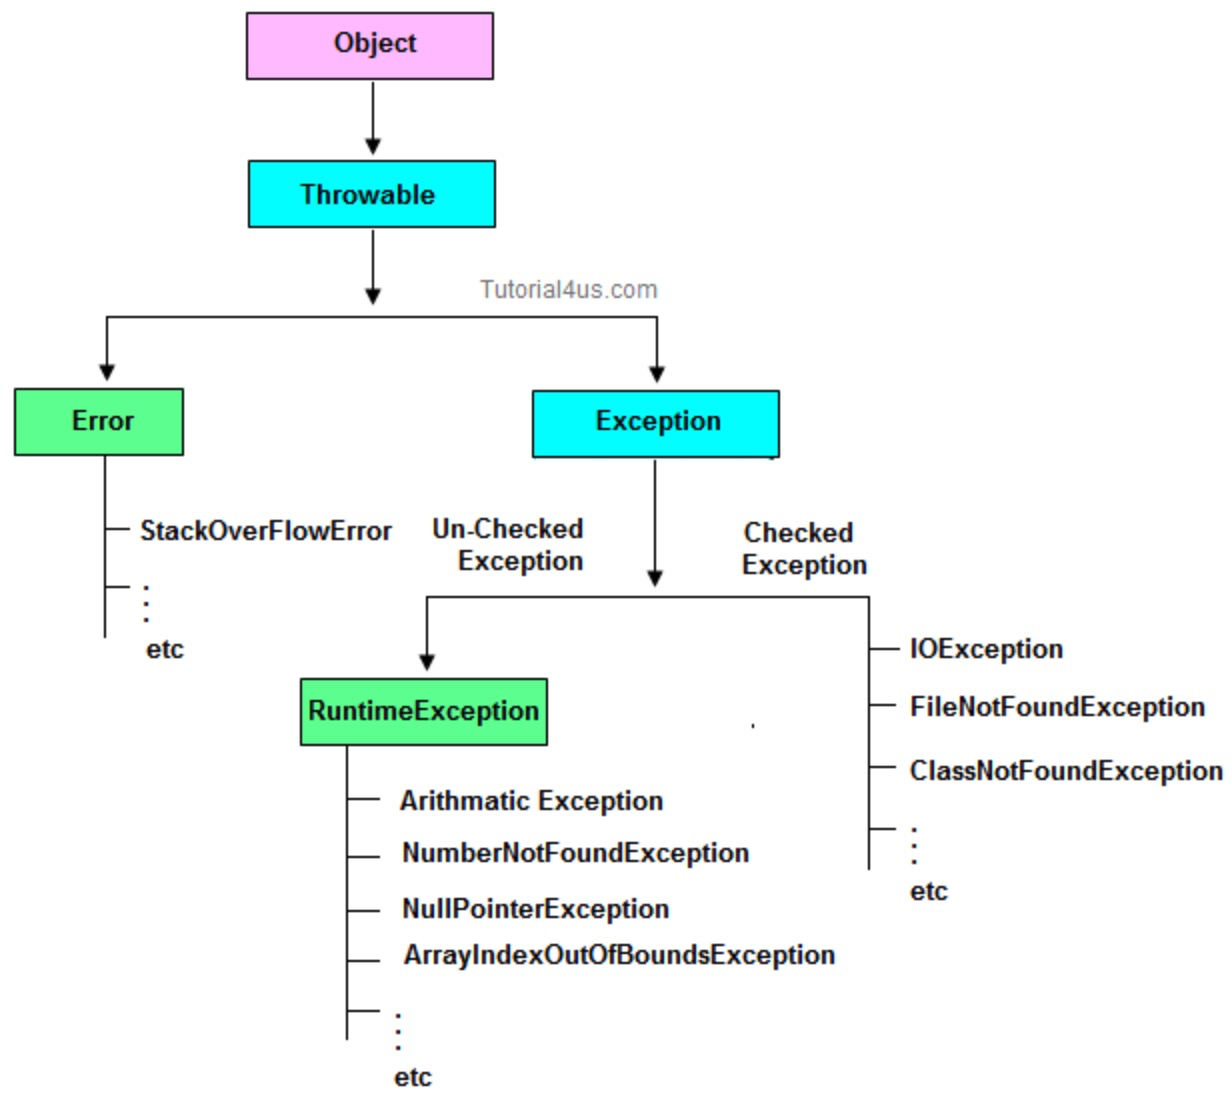 Object
Throwable
Tutorial4us.com
Error
Exception
StackOverFlowError
:
etc
Un-Checked
Exception
Checked
Exception
RuntimeException
Arithmatic Exception
NumberNotFoundException
NullPointerException
ArrayIndexOutOfBoundsException
:
etc
IOException
FileNotFoundException
ClassNotFoundException
:
etc